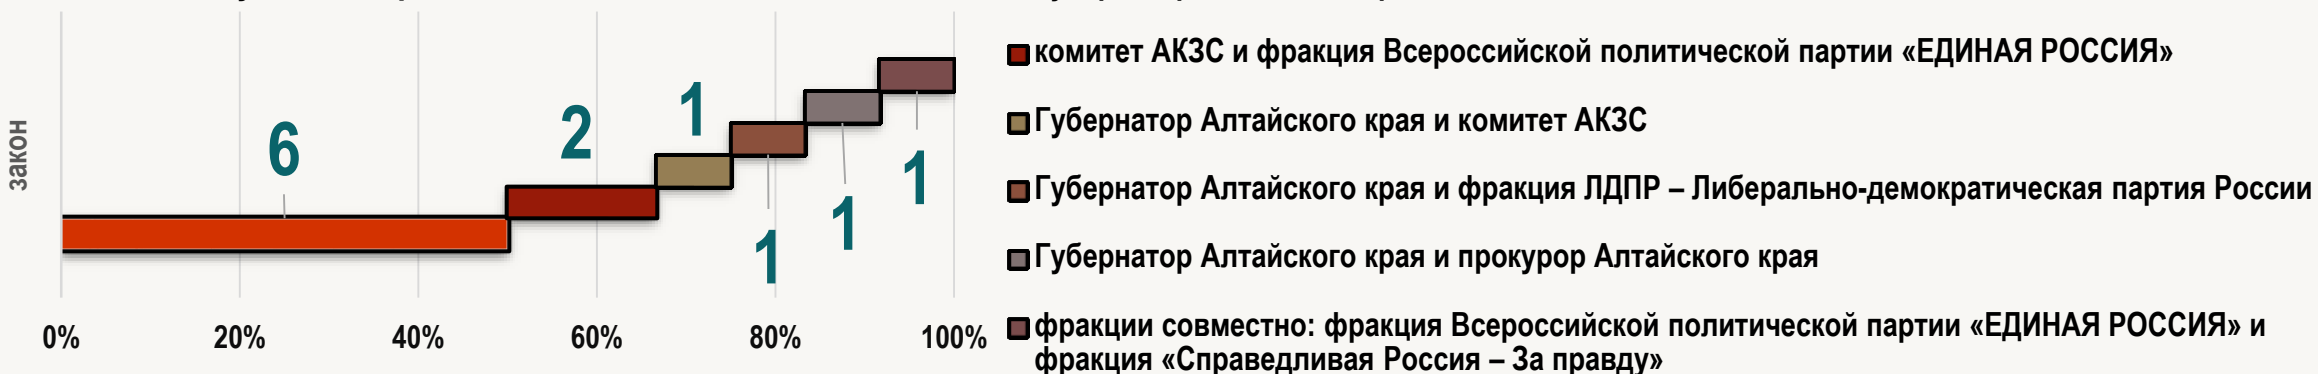 закон
6
2
1
1
1
1
0%
20%
40%
60%
80%
100%
комитет АКЗС и фракция Всероссийской политической партии «ЕДИНАЯ РОССИЯ»
Губернатор Алтайского края и комитет АКЗС
Губернатор Алтайского края и фракция ЛДПР – Либерально-демократическая партия России
Губернатор Алтайского края и прокурор Алтайского края
фракции совместно: фракция Всероссийской политической партии «ЕДИНАЯ РОССИЯ» и
фракция «Справедливая Россия – За правду»